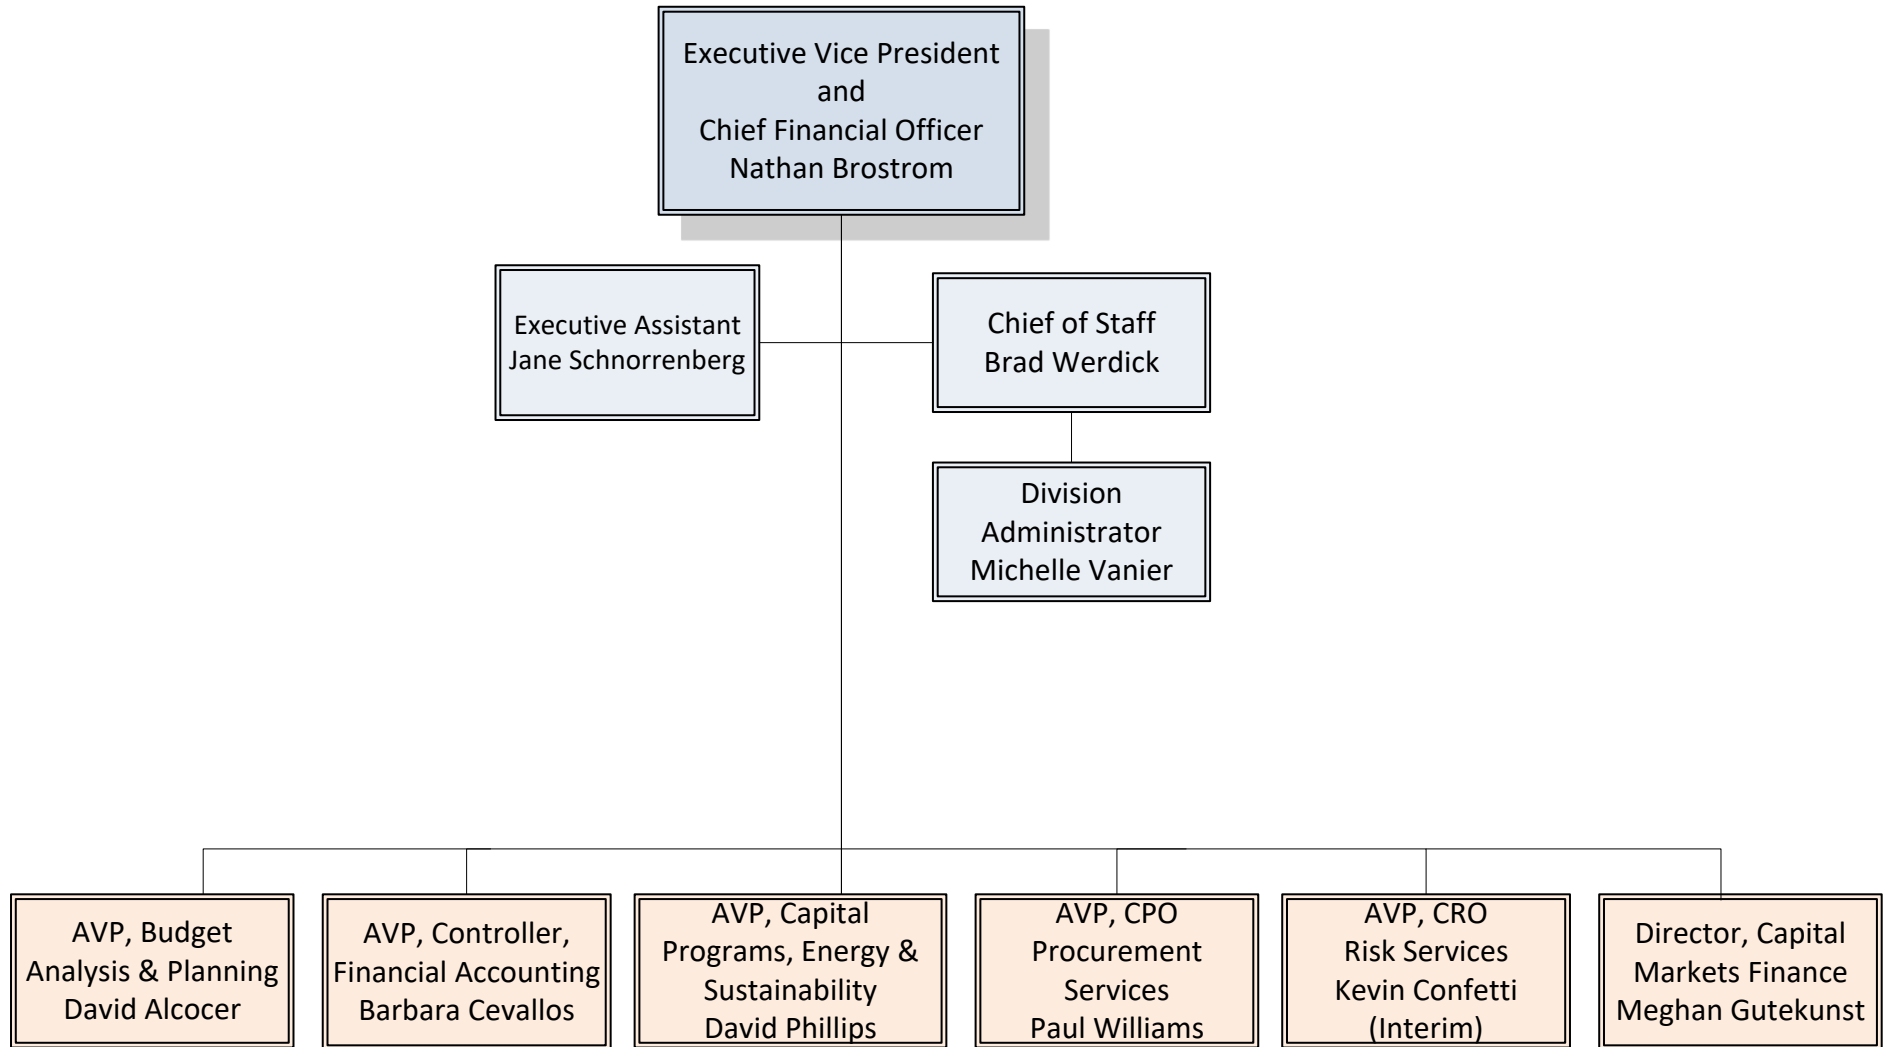 Executive Vice President
and
Chief Financial Officer
Nathan Brostrom
Executive Assistant
Jane Schnorrenberg
Chief of Staff
Brad Werdick
Division
Administrator
Michelle Vanier
AVP, Budget
Analysis & Planning
David Alcocer
AVP, Controller,
Financial Accounting
Barbara Cevallos
AVP, Capital
Programs, Energy &
Sustainability
David Phillips
AVP, CPO
Procurement
Services
Paul Williams
AVP, CRO
Risk Services
Kevin Confetti
(Interim)
Director, Capital
Markets Finance
Meghan Gutekunst